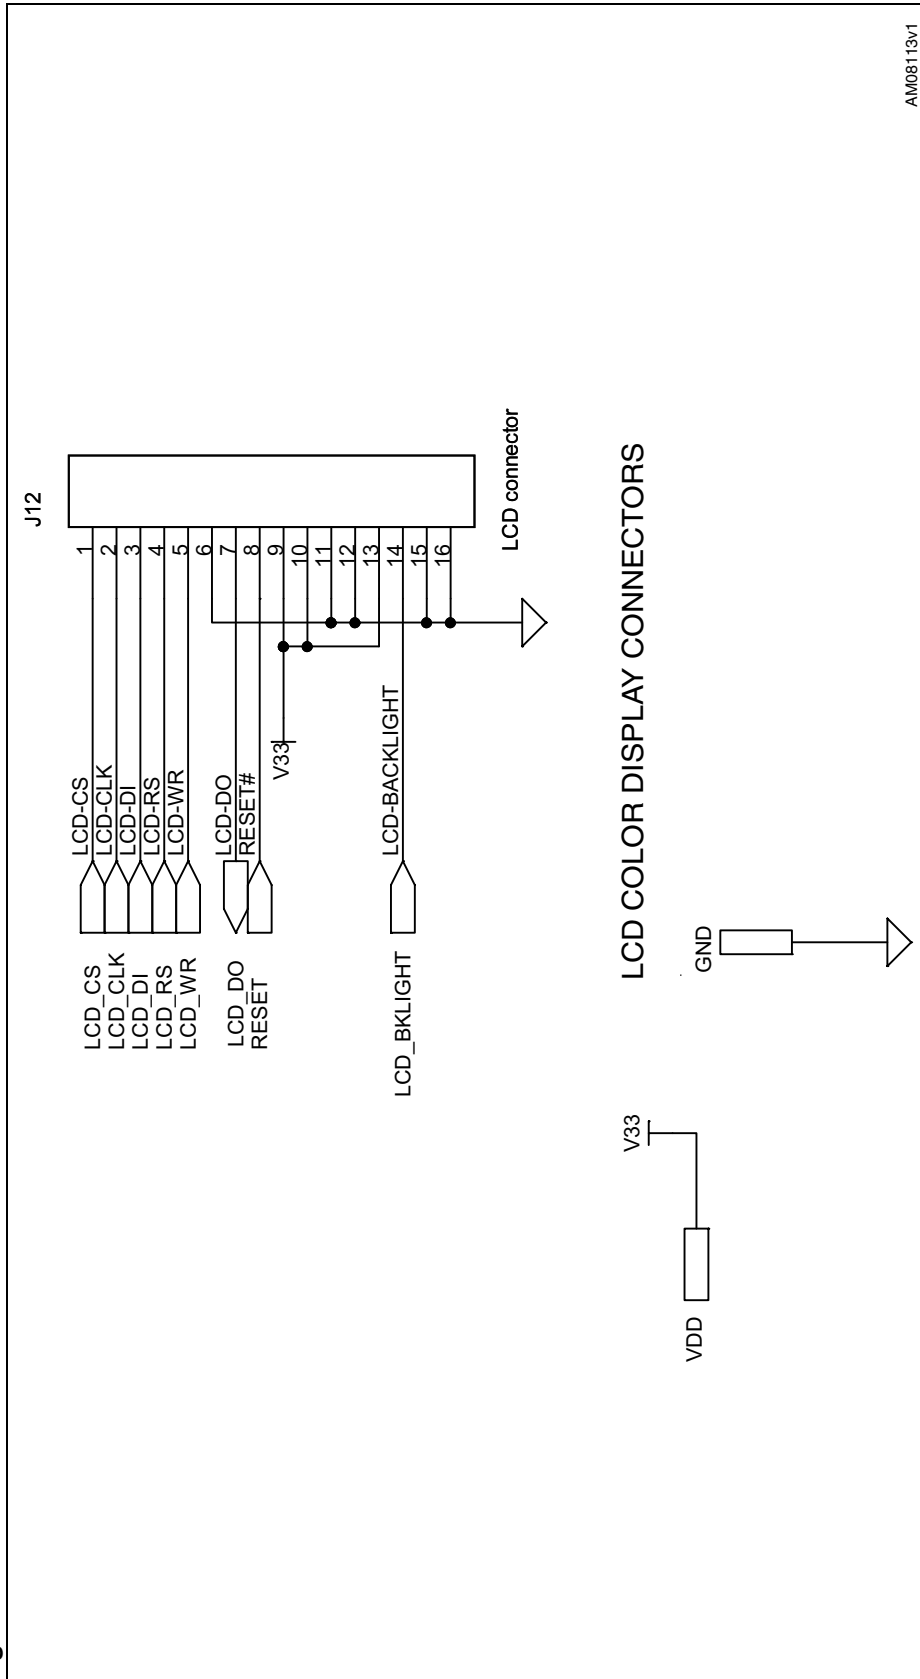 J12
LCD_CS
LCD_CLK
LCD_DI
LCD_RS
LCD_WR
LCD_DO
RESET
LCD_BKLIGHT
LCD-CS
LCD-CLK
LCD-DI
LCD-RS
LCD-WR
LCD-DO
RESET#
V33
LCD-BACKLIGHT
1
2
3
4
5
6
7
8
9
10
11
12
13
14
15
16
LCD connector
LCD COLOR DISPLAY CONNECTORS
VDD
V33
GND
AM08113v1